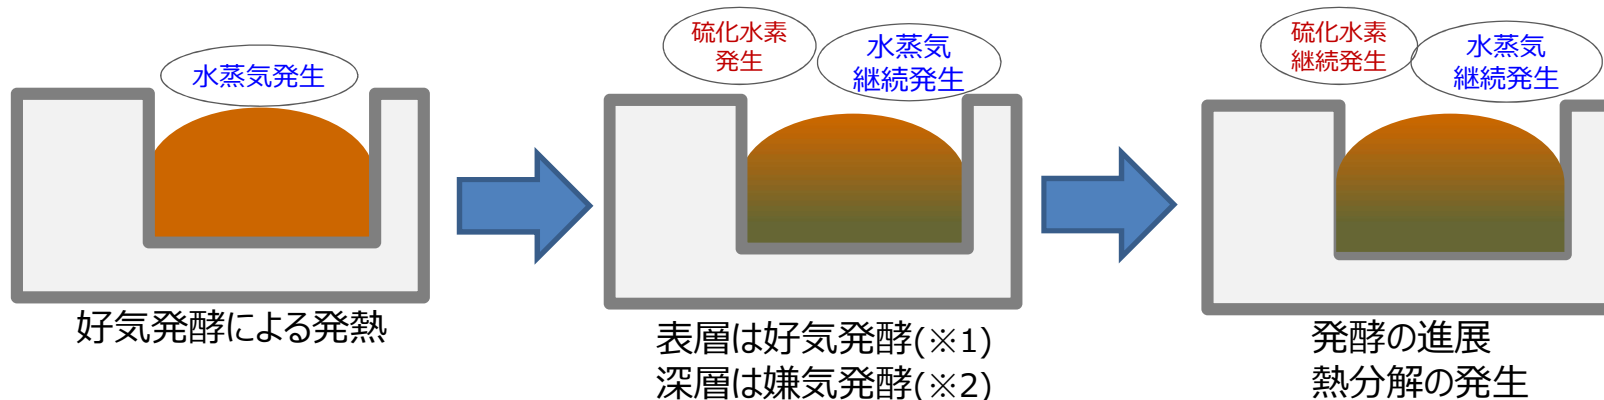 水蒸気発生
好気発酵による発熱
硫化水素
発生
水蒸気
継続発生
表層は好気発酵(※1)
深層は嫌気発酵(※2)
硫化水素
継続発生
水蒸気
継続発生
発酵の進展
熱分解の発生